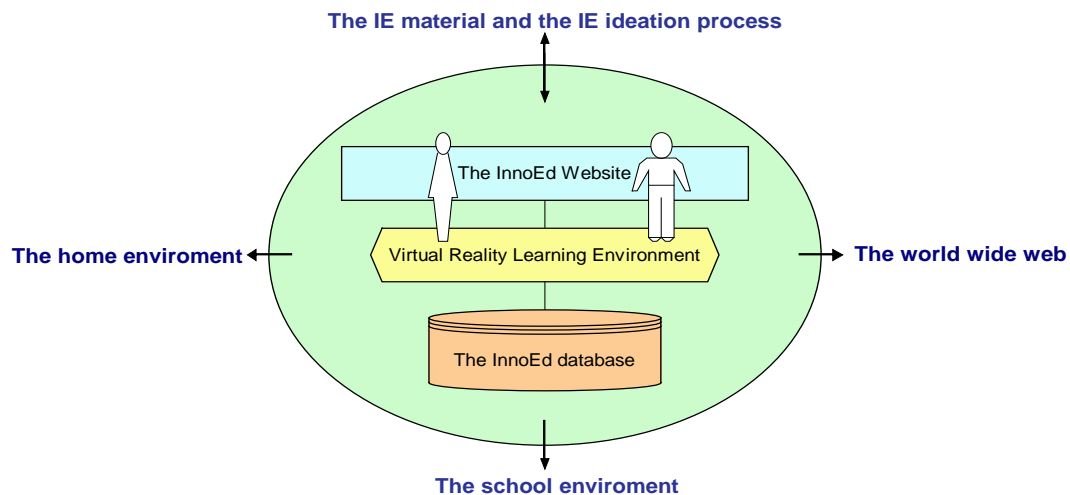 The IE material and the IE ideation process
The InnoEd Website
The home enviroment
Virtual Reality Learning Environment
The world wide web
The InnoEd database
The school enviroment